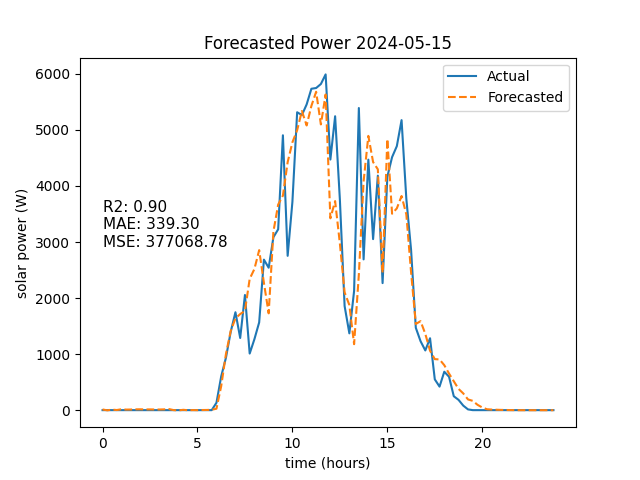 Forecasted Power 2024-05-15
Actual
Forecasted
R2: 0.90
MAE: 339.30
MSE: 377068.78
solar power (W)
6000
5000
4000
3000
2000
1000
0
0 5 10 15 20
time (hours)